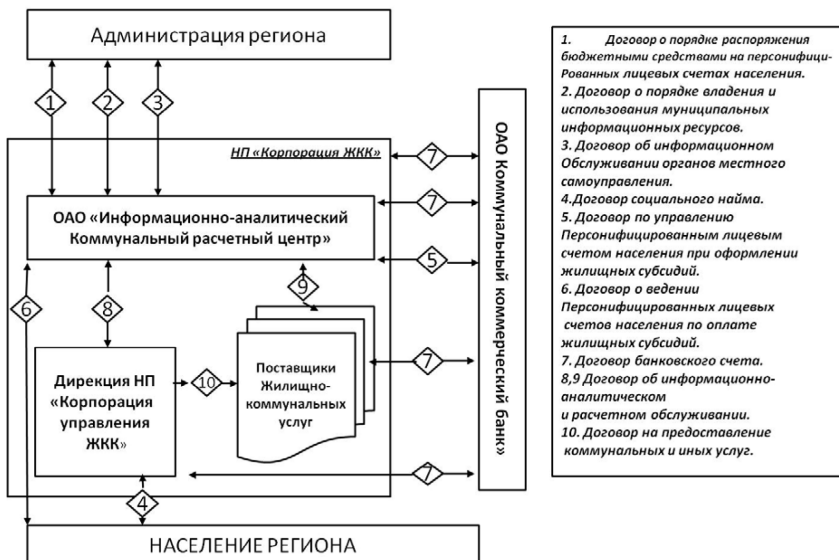 Администрация региона
1
2
3
НП «Корпорация ЖКК»
7
ОАО «Информационно-аналитический
Коммунальный расчетный центр»
7
5
6
8
9
Дирекция НП
«Корпорация
управления
ЖКК»
10
Поставщики
Жилищно-
коммунальных
услуг
7
7
4
НАСЕЛЕНИЕ РЕГИОНА
ОАО Коммунальный коммерческий банк»
1. Договор о порядке распоряжения
бюджетными средствами на персонифици-
Рованных лицевых счетах населения.
2. Договор о порядке владения и
использования муниципальных
информационных ресурсов.
3. Договор об информационном
Обслуживании органов местного
самоуправления.
4.Договор социального найма.
5. Договор по управлению
Персонифицированным лицевым
счетом населения при оформлении
жилищных субсидий.
6. Договор о ведении
Персонифицированных лицевых
счетов населения по оплате
жилищных субсидий.
7. Договор банковского счета.
8,9 Договор об информационно-
аналитическом
и расчетном обслуживании.
10. Договор на предоставление
коммунальных и иных услуг.